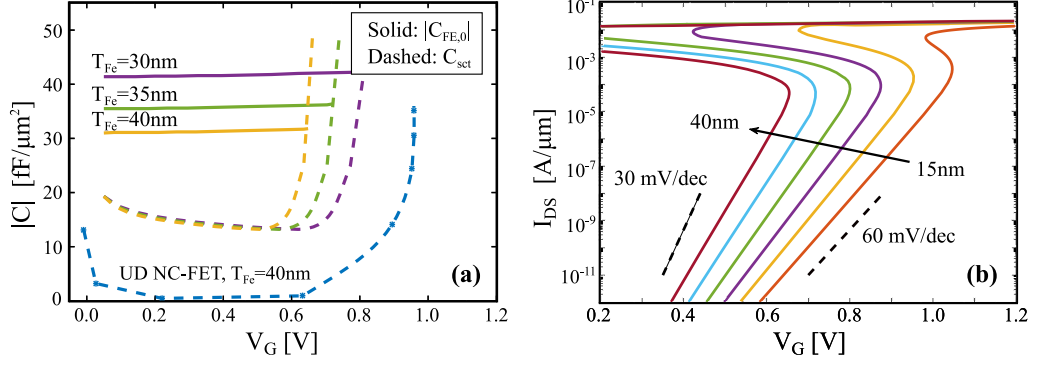 Solid: |C_FE,0|
Dashed: C_sct
T_Fe=30nm
T_Fe=35nm
T_Fe=40nm
UD NC-FET, T_Fe=40nm
(a)
|C| [fF/μm²]
60
50
40
30
20
10
0
0.0 0.2 0.4 0.6 0.8 1.0 1.2
V_G [V]
I_DS [A/μm]
10⁻¹
10⁻³
10⁻⁵
10⁻⁷
10⁻⁹
10⁻¹¹
40nm
15nm
30 mV/dec
60 mV/dec
(b)
0.2 0.4 0.6 0.8 1.0 1.2
V_G [V]